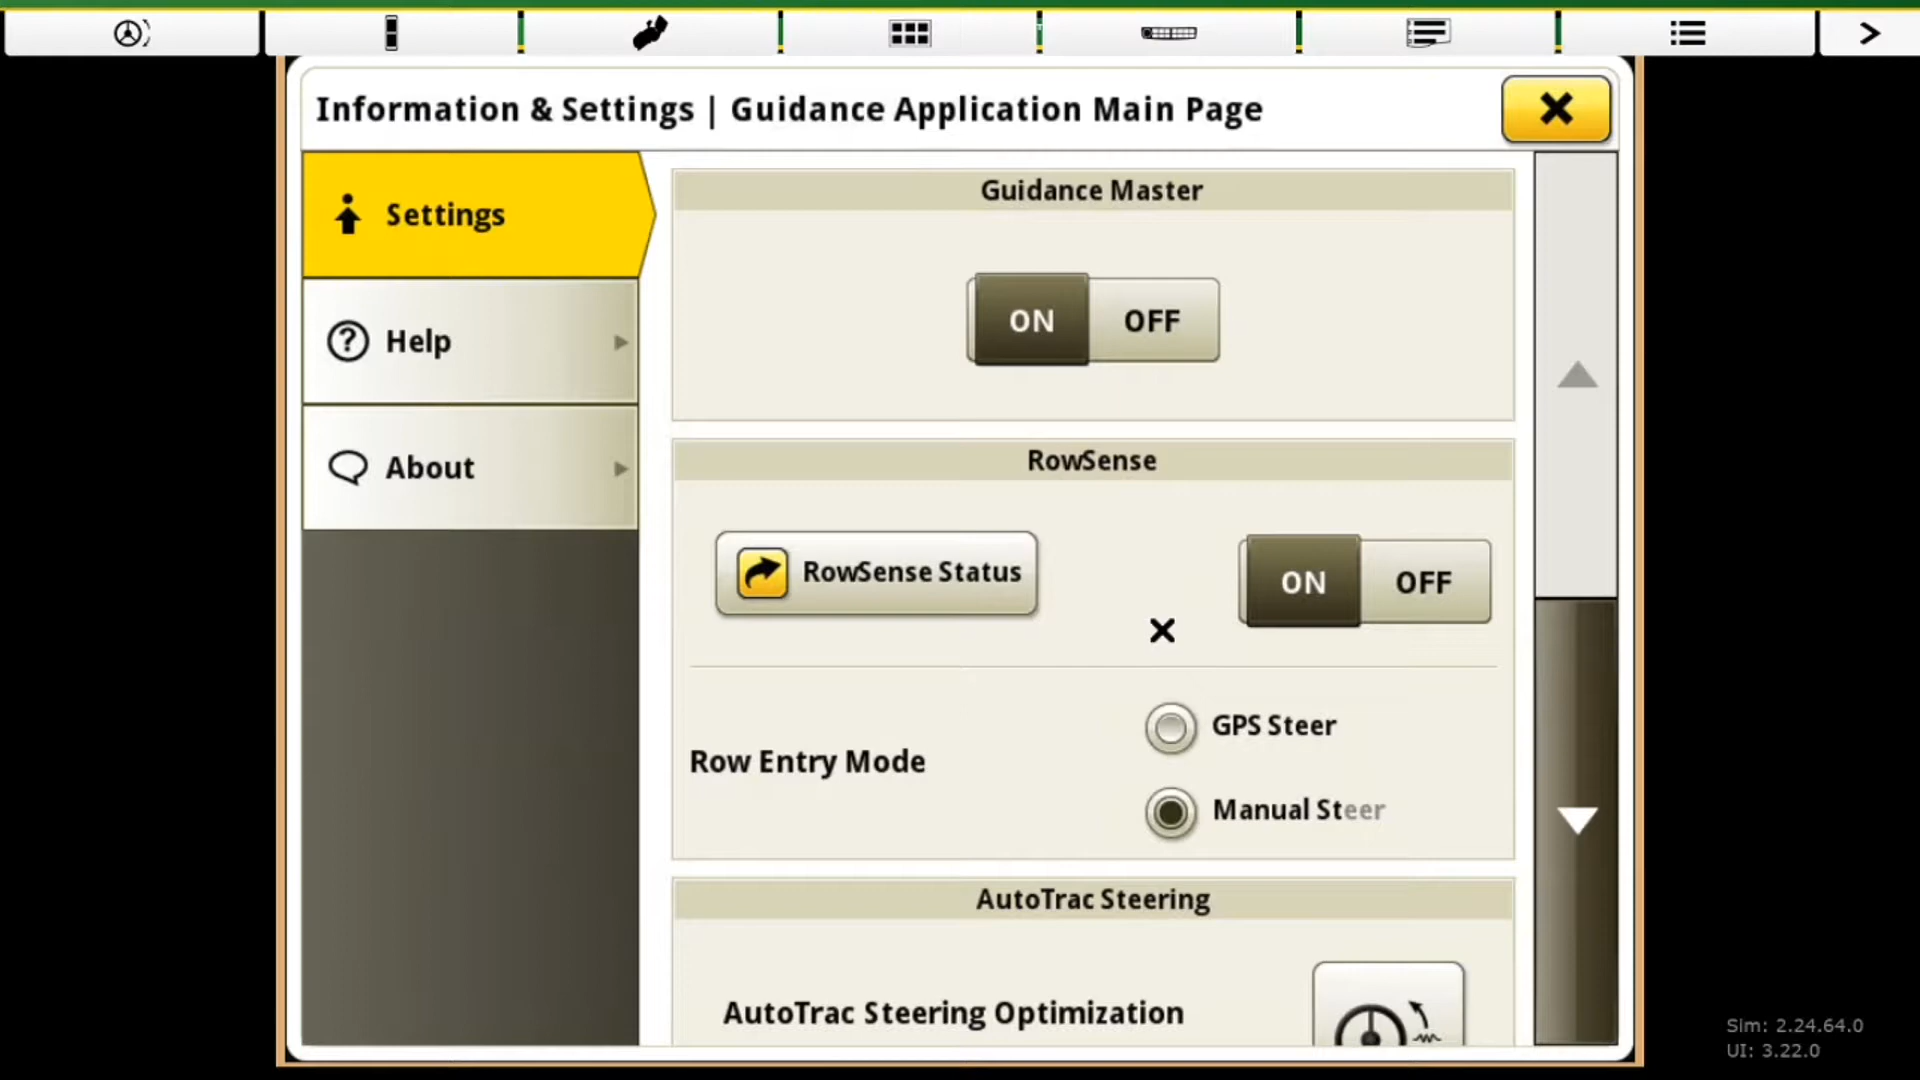 Information & Settings | Guidance Application Main Page
Settings
Help
About
Guidance Master
ON OFF
RowSense
RowSense Status
ON OFF
Row Entry Mode
GPS Steer
Manual Steer
AutoTrac Steering
AutoTrac Steering Optimization
Sim: 2.24.64.0
UI: 3.22.0